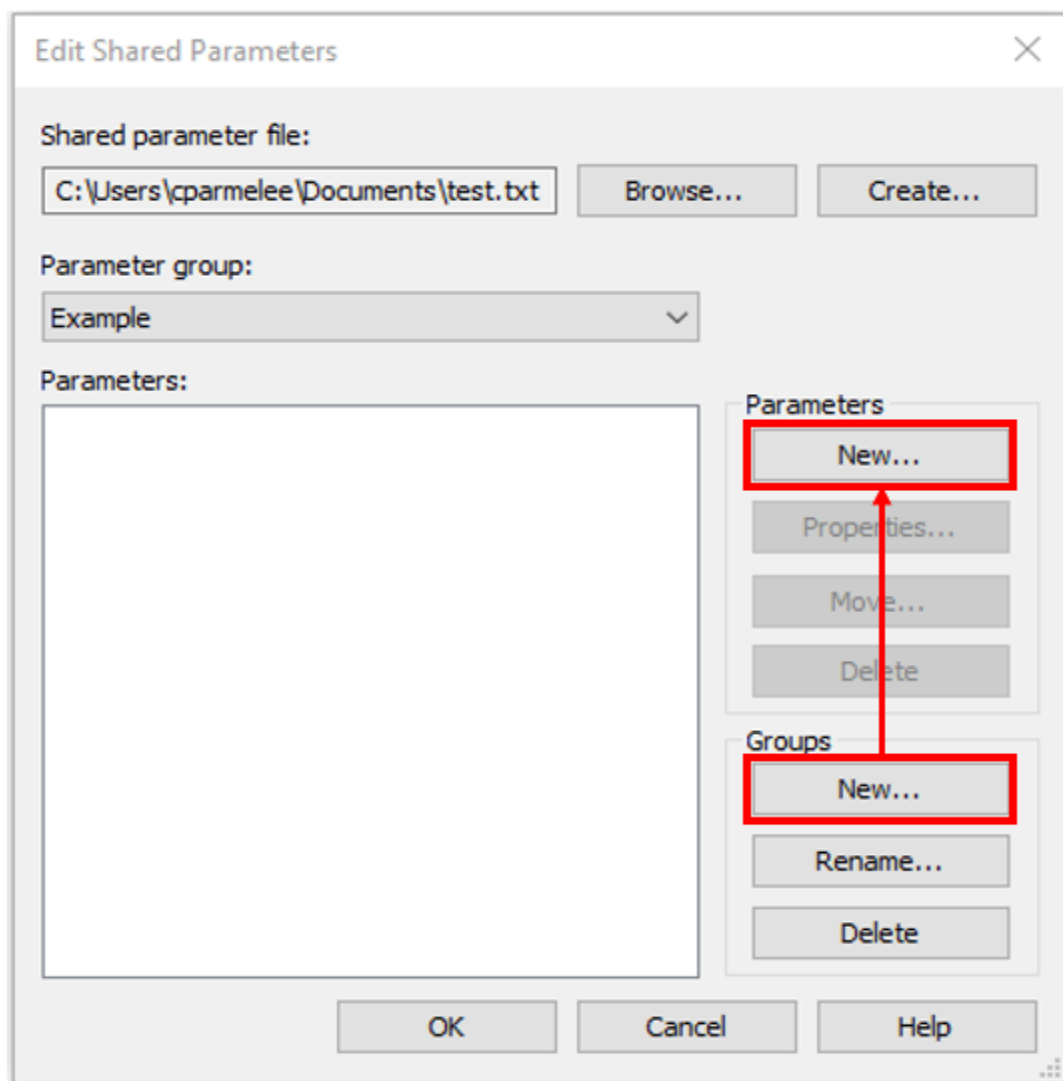 Edit Shared Parameters
Shared parameter file:
C:\Users\cparmelee\Documents\test.txt
Browse...
Create...
Parameter group:
Example
Parameters:
Parameters
New...
Properties...
Move...
Delete
Groups
New...
Rename...
Delete
OK
Cancel
Help